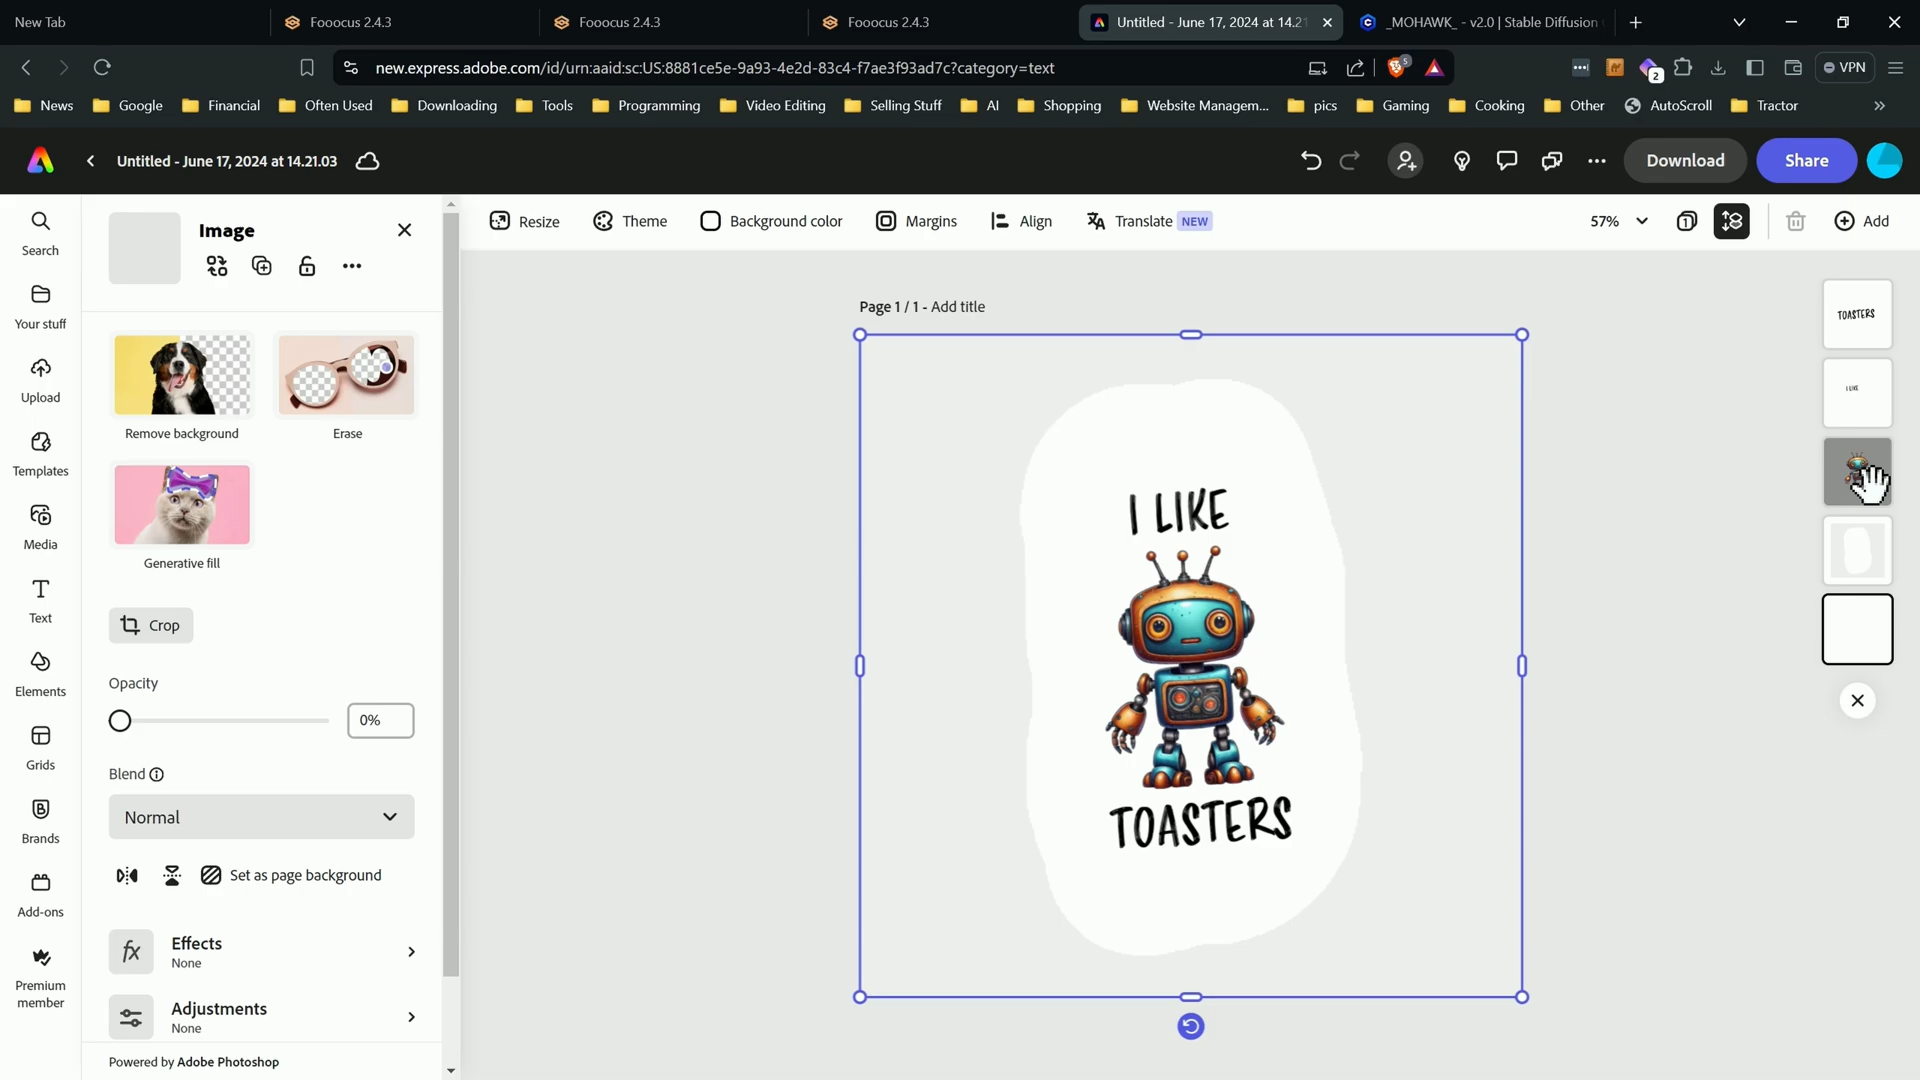 New Tab
Fooocus 2.4.3
Fooocus 2.4.3
Fooocus 2.4.3
Untitled - June 17, 2024 at 14.21
_MOHAWK_ - v2.0 | Stable Diffusion
new.express.adobe.com/id/urn:aaid:sc:US:8881ce5e-9a93-4e2d-83c4-f7ae3f93ad7c?category=text
5
2
VPN
News
Google
Financial
Often Used
Downloading
Tools
Programming
Video Editing
Selling Stuff
AI
Shopping
Website Managem...
pics
Gaming
Cooking
Other
AutoScroll
Tractor
Untitled - June 17, 2024 at 14.21.03
Download
Share
Search
Your stuff
Upload
Templates
Media
Text
Elements
Grids
Brands
Add-ons
Premium
member
Image
Remove background
Erase
Generative fill
Crop
Opacity
0%
Blend
Normal
Set as page background
Effects
None
Adjustments
None
Powered by Adobe Photoshop
Resize
Theme
Background color
Margins
Align
Translate NEW
57%
1
Add
Page 1 / 1 - Add title
I LIKE
TOASTERS
TOASTERS
I LIKE